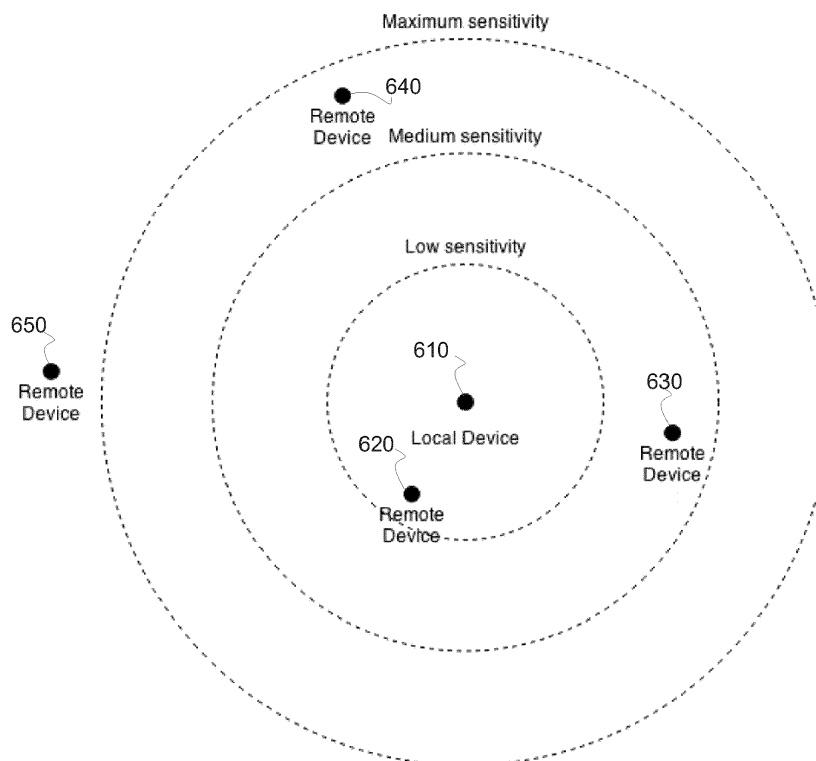 Maximum sensitivity
640
Remote
Device
Medium sensitivity
Low sensitivity
650
Remote
Device
610
Local Device
630
Remote
Device
620
Remote
Device